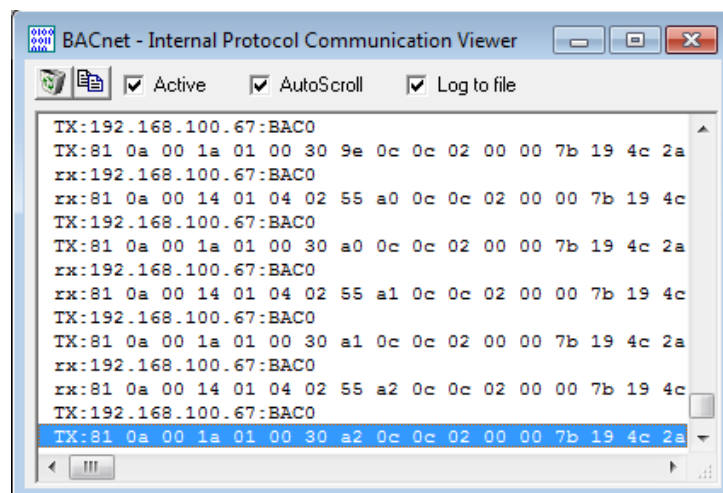 BACnet - Internal Protocol Communication Viewer
Active AutoScroll Log to file
TX:192.168.100.67:BAC0
TX:81 0a 00 1a 01 00 30 9e 0c 0c 02 00 00 7b 19 4c 2a
rx:192.168.100.67:BAC0
rx:81 0a 00 14 01 04 02 55 a0 0c 0c 02 00 00 7b 19 4c
TX:192.168.100.67:BAC0
TX:81 0a 00 1a 01 00 30 a0 0c 0c 02 00 00 7b 19 4c 2a
rx:192.168.100.67:BAC0
rx:81 0a 00 14 01 04 02 55 a1 0c 0c 02 00 00 7b 19 4c
TX:192.168.100.67:BAC0
TX:81 0a 00 1a 01 00 30 a1 0c 0c 02 00 00 7b 19 4c 2a
rx:192.168.100.67:BAC0
rx:81 0a 00 14 01 04 02 55 a2 0c 0c 02 00 00 7b 19 4c
TX:192.168.100.67:BAC0
TX:81 0a 00 1a 01 00 30 a2 0c 0c 02 00 00 7b 19 4c 2a